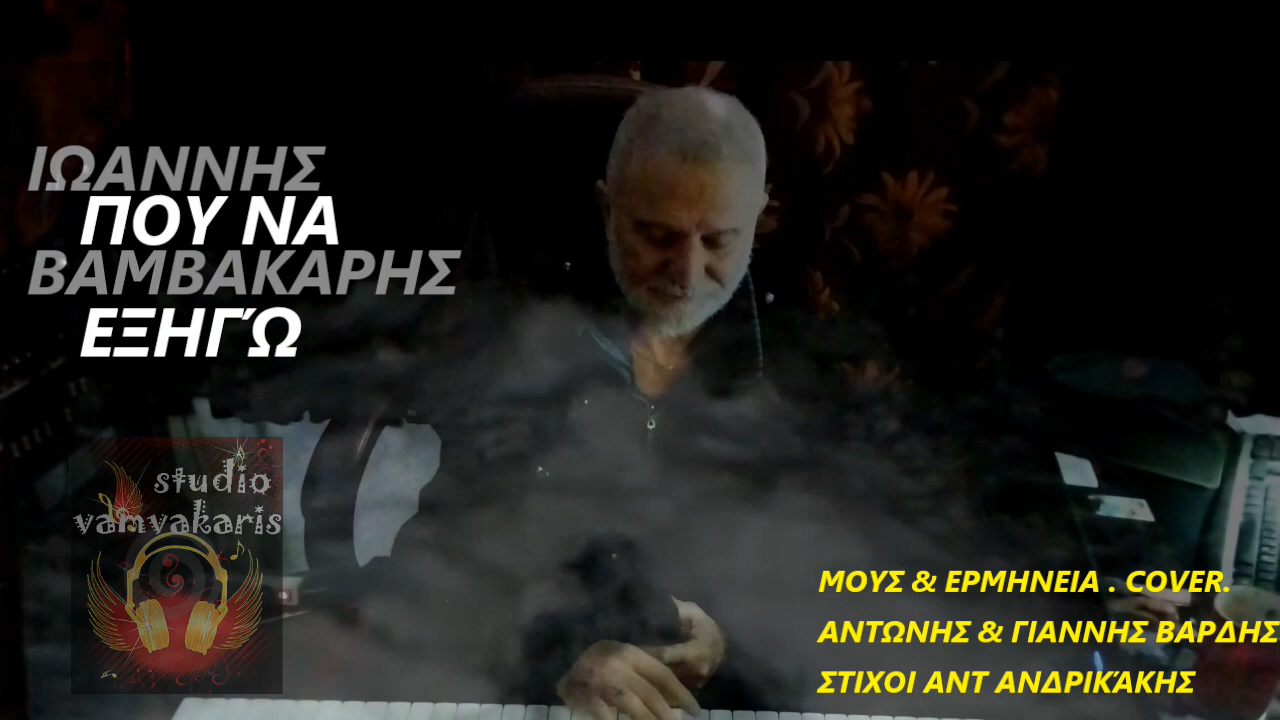 ΙΩΑΝΝΗΣ
ΠΟΥ ΝΑ
ΒΑΜΒΑΚΑΡΗΣ
ΕΞΗΓΏ
studio
vamvakaris
ΜΟΥΣ & ΕΡΜΗΝΕΙΑ . COVER.
ΑΝΤΩΝΗΣ & ΓΙΑΝΝΗΣ ΒΑΡΔΗΣ
ΣΤΙΧΟΙ ΑΝΤ ΑΝΔΡΙΚΆΚΗΣ